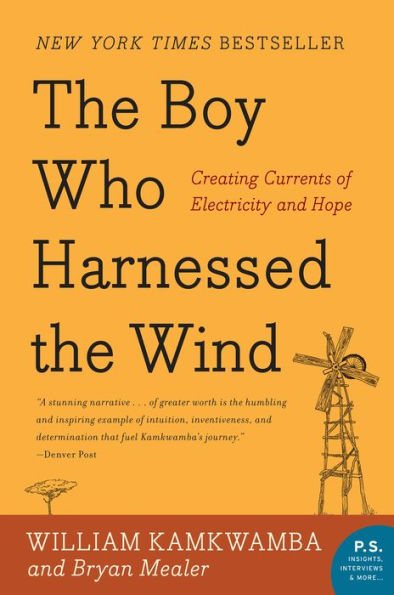 NEW YORK TIMES BESTSELLER
The Boy
Who
Creating Currents of
Electricity and Hope
Harnessed
the Wind
"A stunning narrative . . . of greater worth is the humbling
and inspiring example of intuition, inventiveness, and
determination that fuel Kamkwamba's journey."
—Denver Post
WILLIAM KAMKWAMBA
and Bryan Mealer
P.S.
INSIGHTS,
INTERVIEWS
& MORE...